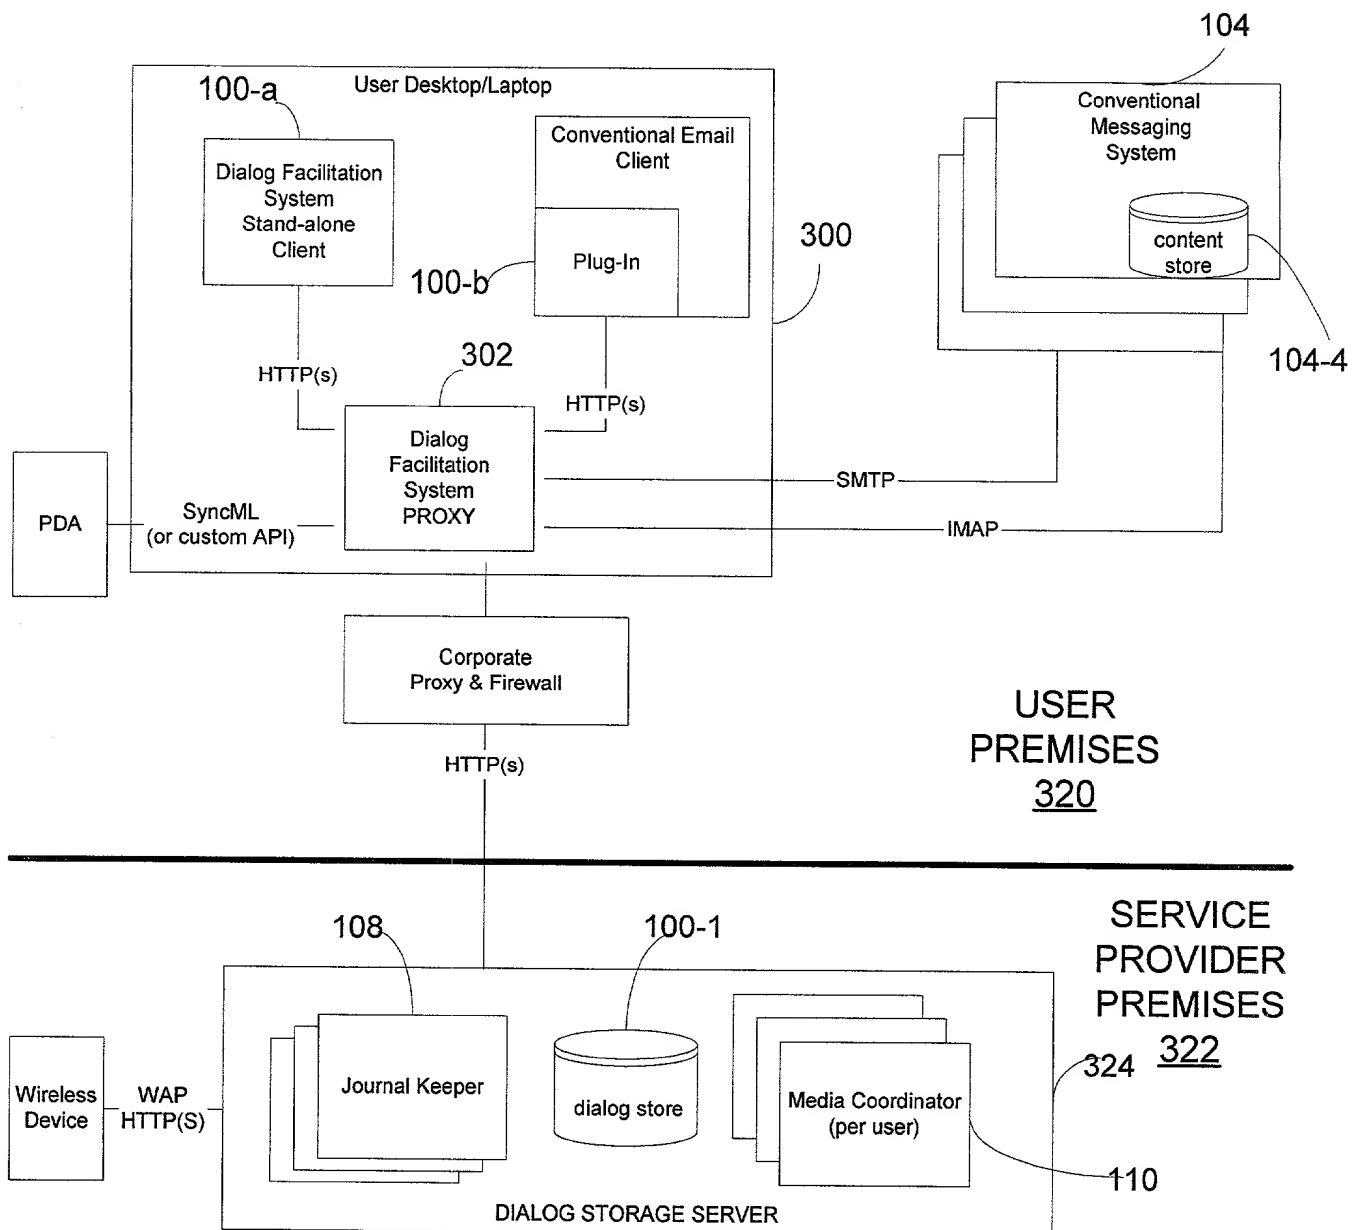 104
User Desktop/Laptop
100-a
Conventional
Messaging
System
Conventional Email
Client
Dialog Facilitation
System
Stand-alone
Client
300
content
store
Plug-In
100-b
302
104-4
HTTP(s)
HTTP(s)
Dialog
Facilitation
System
PROXY
SMTP
PDA
SyncML
(or custom API)
IMAP
Corporate
Proxy & Firewall
USER
PREMISES
320
HTTP(s)
SERVICE
PROVIDER
PREMISES
322
108
100-1
324
Journal Keeper
Wireless
Device
WAP
HTTP(S)
dialog store
Media Coordinator
(per user)
110
DIALOG STORAGE SERVER